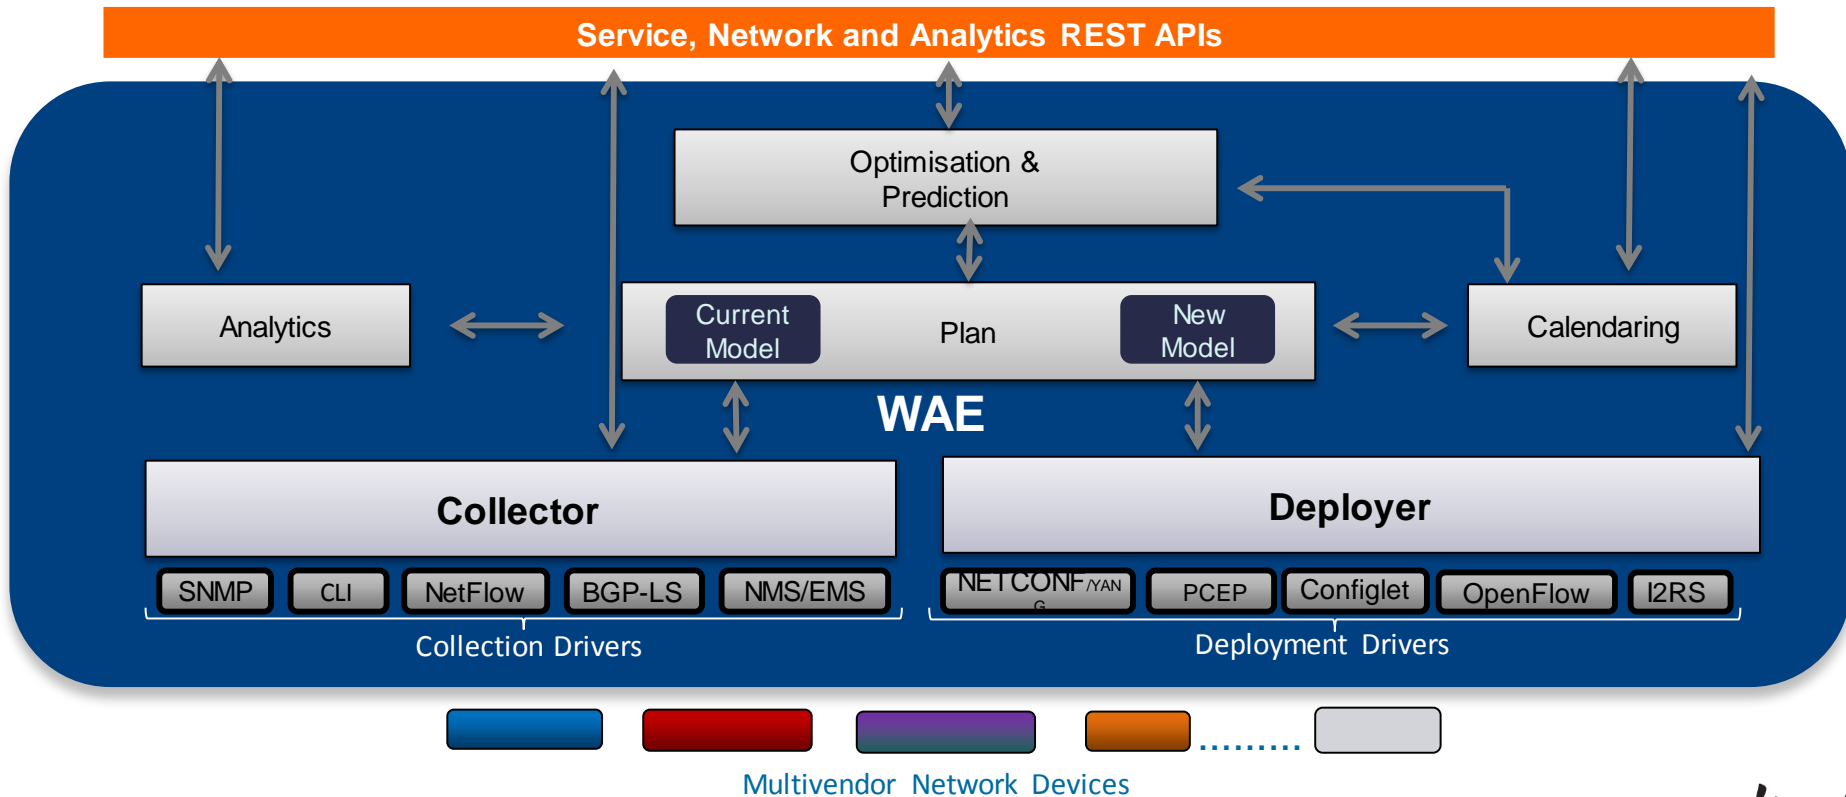 Service, Network and Analytics REST APIs
Optimisation &
Prediction
Analytics
Current
Model
Plan
New
Model
Calendaring
WAE
Collector
Deployer
SNMP
CLI
NetFlow
BGP-LS
NMS/EMS
NETCONF/YAN
G
PCEP
Configlet
OpenFlow
I2RS
Collection Drivers
Deployment Drivers
.........
Multivendor Network Devices